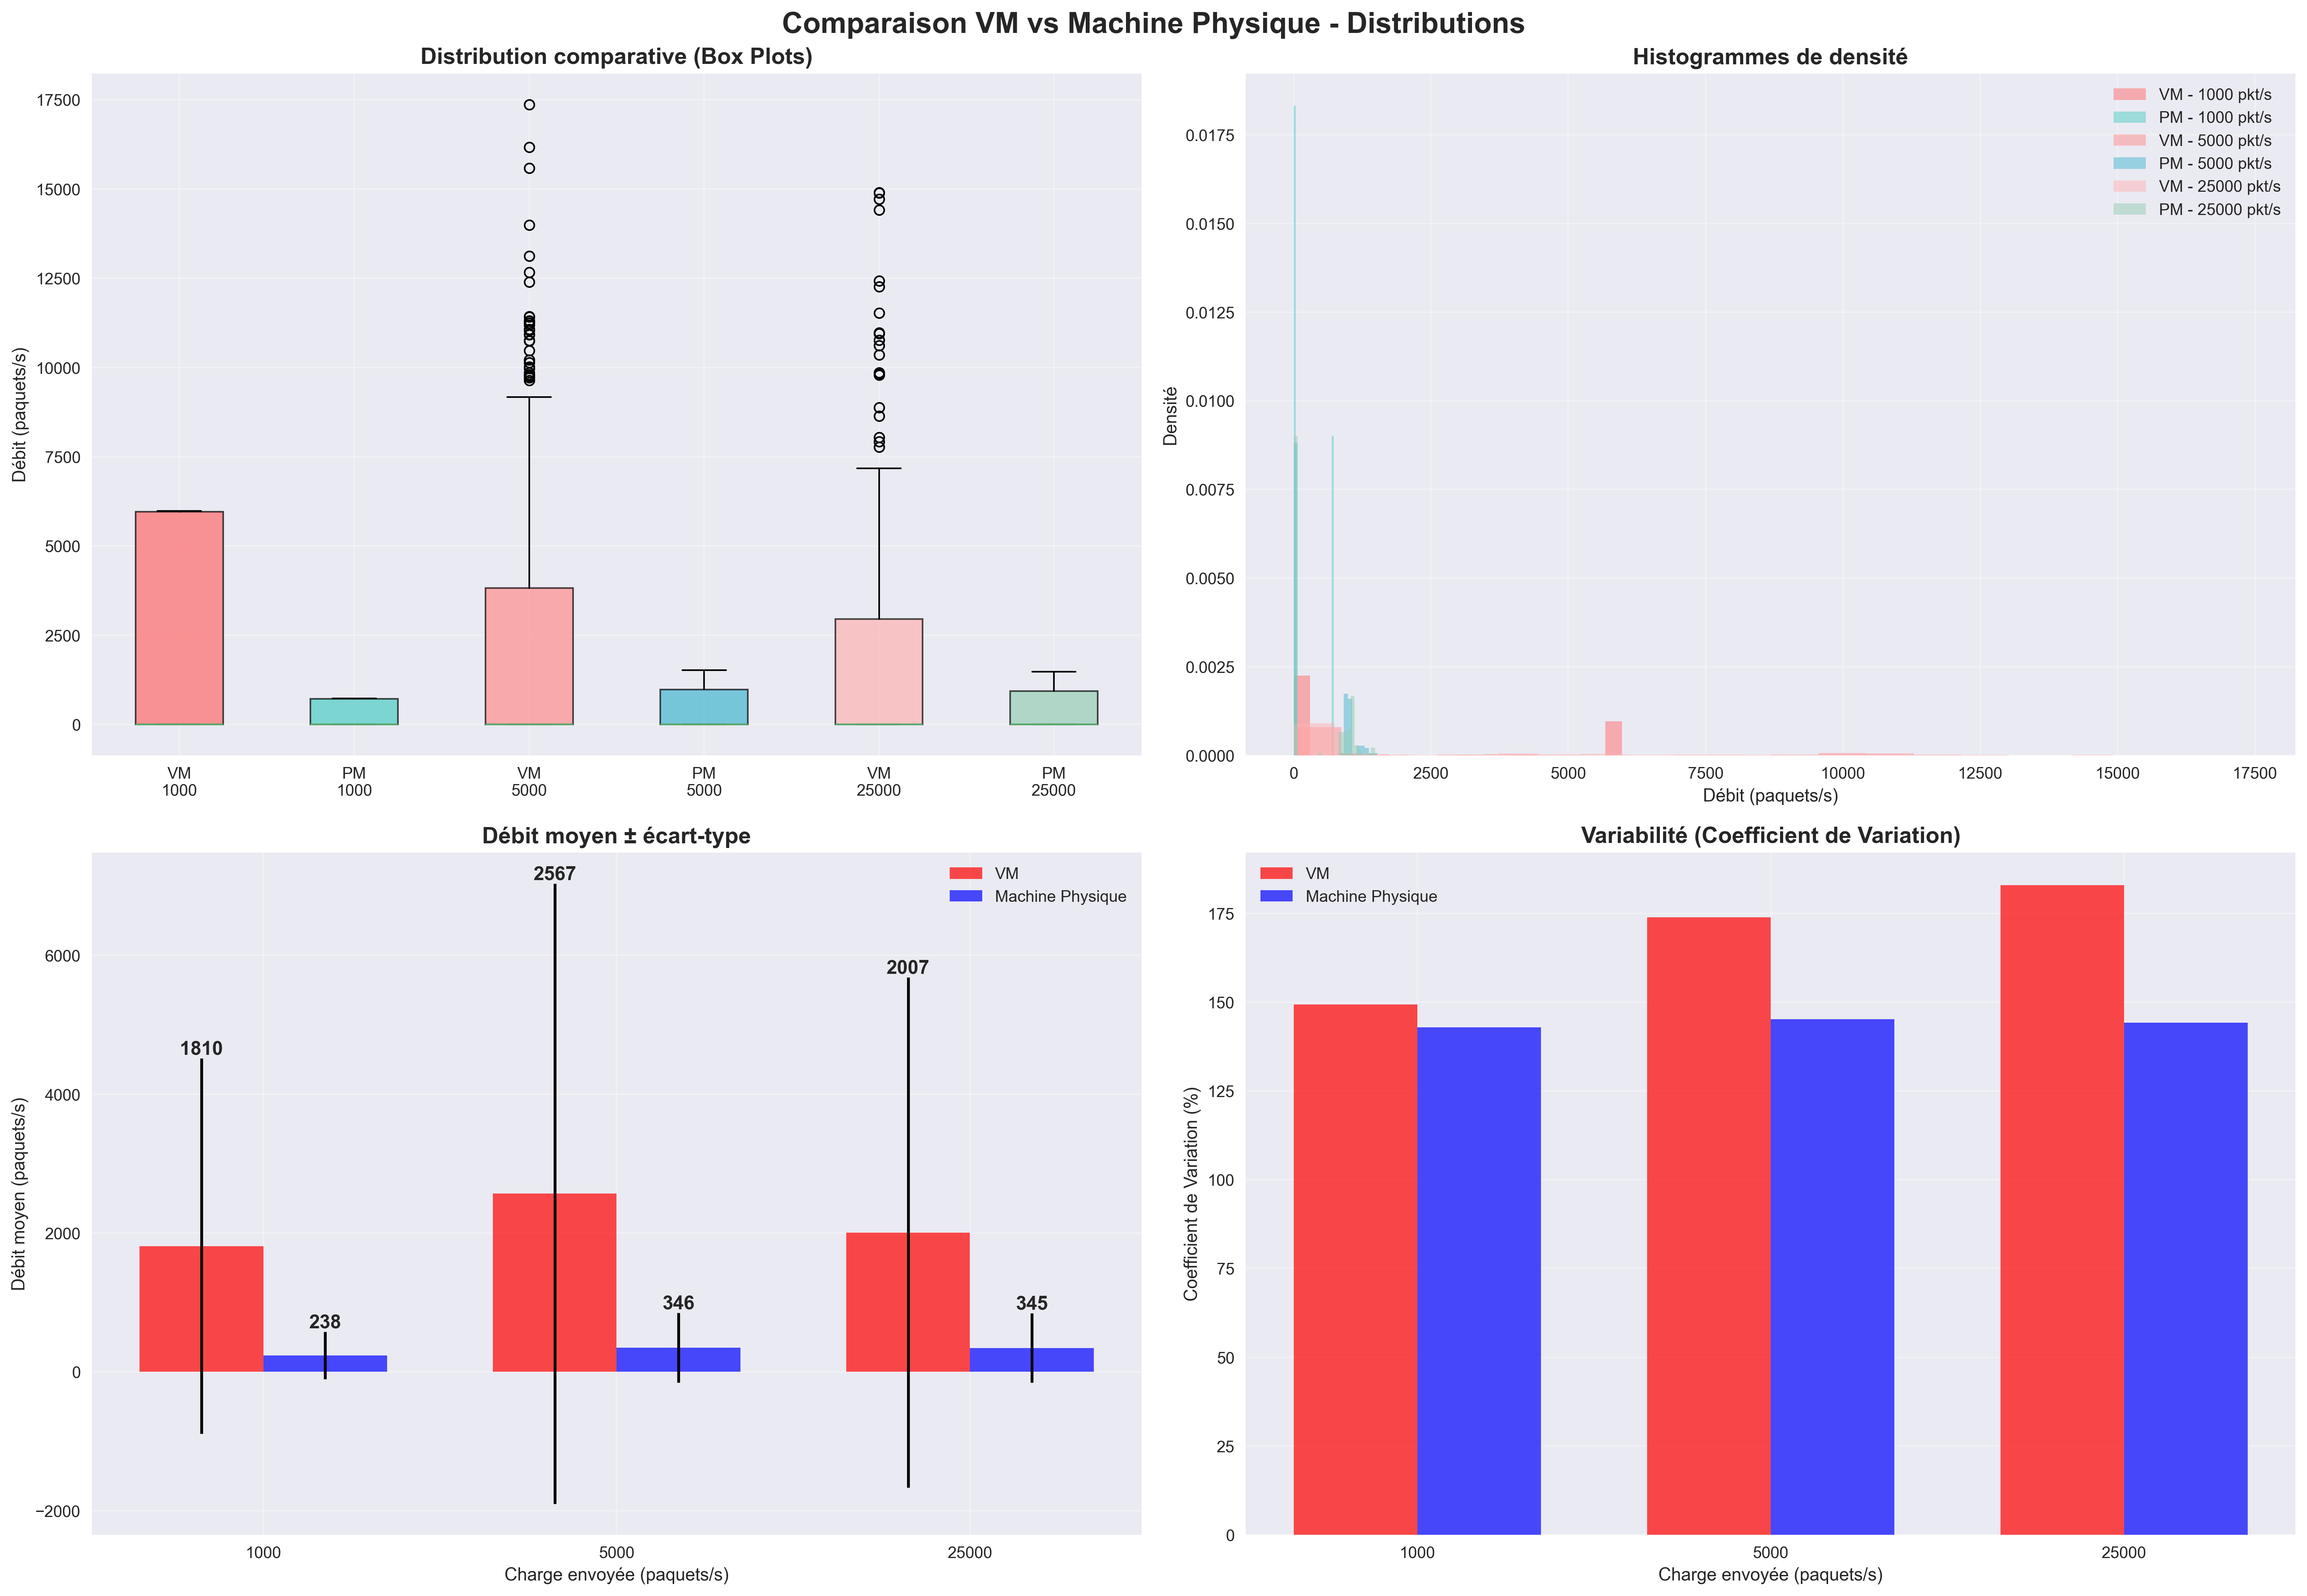 Comparaison VM vs Machine Physique - Distributions
Distribution comparative (Box Plots)
Débit (paquets/s)
17500
15000
12500
10000
7500
5000
2500
0
VM
1000
PM
1000
VM
5000
PM
5000
VM
25000
PM
25000
Histogrammes de densité
Densité
0.0175
0.0150
0.0125
0.0100
0.0075
0.0050
0.0025
0.0000
VM - 1000 pkt/s
PM - 1000 pkt/s
VM - 5000 pkt/s
PM - 5000 pkt/s
VM - 25000 pkt/s
PM - 25000 pkt/s
0
2500
5000
7500
10000
12500
15000
17500
Débit (paquets/s)
Débit moyen ± écart-type
Débit moyen (paquets/s)
6000
4000
2000
0
−2000
VM
Machine Physique
1810
238
2567
346
2007
345
1000
5000
25000
Charge envoyée (paquets/s)
Variabilité (Coefficient de Variation)
Coefficient de Variation (%)
175
150
125
100
75
50
25
0
VM
Machine Physique
1000
5000
25000
Charge envoyée (paquets/s)